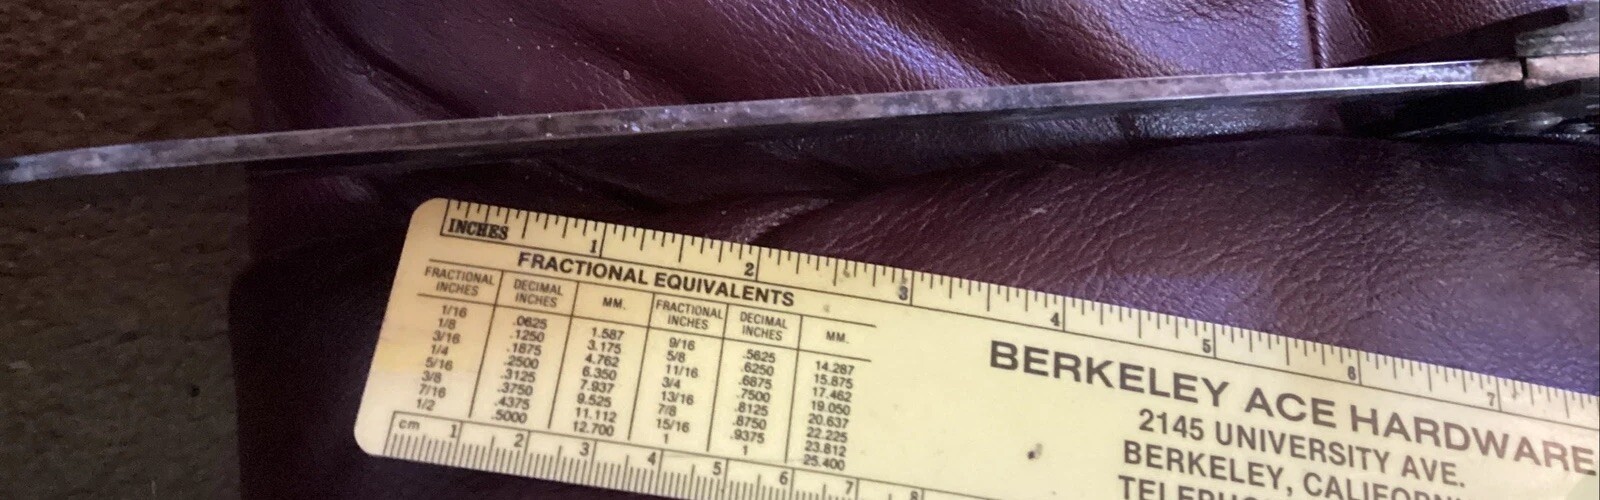 INCHES 1 2 3 4 5 6 7
FRACTIONAL EQUIVALENTS
FRACTIONAL INCHES DECIMAL INCHES MM. FRACTIONAL INCHES DECIMAL INCHES MM.
1/16 .0625 1.587 9/16 .5625 14.287
1/8 .1250 3.175 5/8 .6250 15.875
3/16 .1875 4.762 11/16 .6875 17.462
1/4 .2500 6.350 3/4 .7500 19.050
5/16 .3125 7.937 13/16 .8125 20.637
3/8 .3750 9.525 7/8 .8750 22.225
7/16 .4375 11.112 15/16 .9375 23.812
1/2 .5000 12.700 1 1 25.400
BERKELEY ACE HARDWARE
2145 UNIVERSITY AVE.
BERKELEY,
cm 1 2 3 4 5 6 7 8